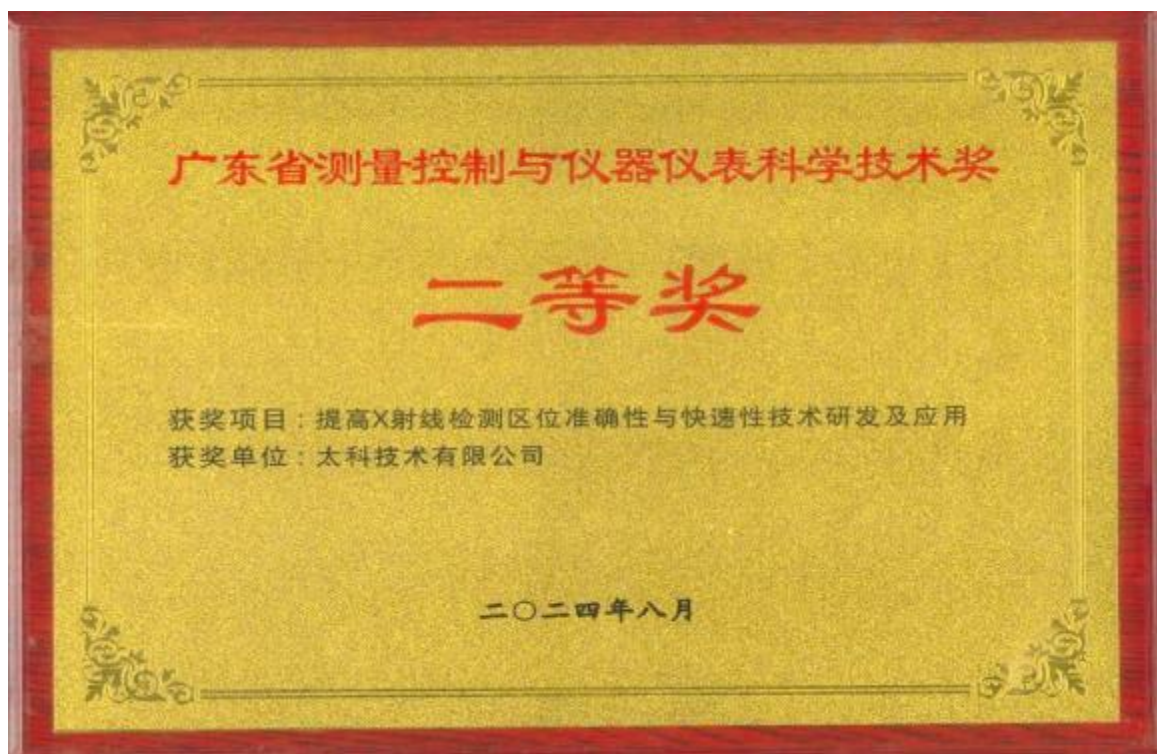 广东省测量控制与仪器仪表科学技术奖
二等奖
获奖项目：提高X射线检测区位准确性与快速性技术研发及应用
获奖单位：太科技术有限公司
二〇二四年八月